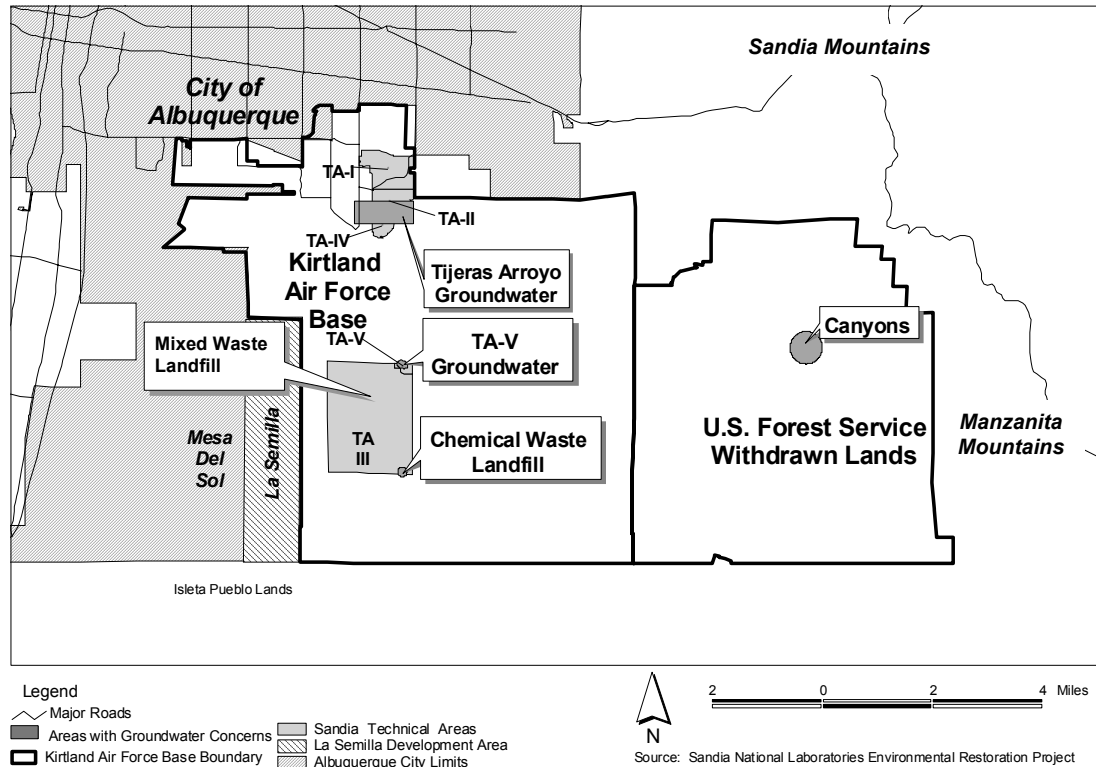 Sandia Mountains
City of
Albuquerque
TA-I
TA-II
TA-IV
Kirtland
Air Force
Base
Tijeras Arroyo
Groundwater
Canyons
TA-V
TA-V
Groundwater
Mixed Waste
Landfill
U.S. Forest Service
Withdrawn Lands
Manzanita
Mountains
Mesa
Del
Sol
La Semilla
TA
III
Chemical Waste
Landfill
Isleta Pueblo Lands
Legend
Major Roads
Areas with Groundwater Concerns
Kirtland Air Force Base Boundary
Sandia Technical Areas
La Semilla Development Area
Albuquerque City Limits
N
2 0 2 4 Miles
Source: Sandia National Laboratories Environmental Restoration Project